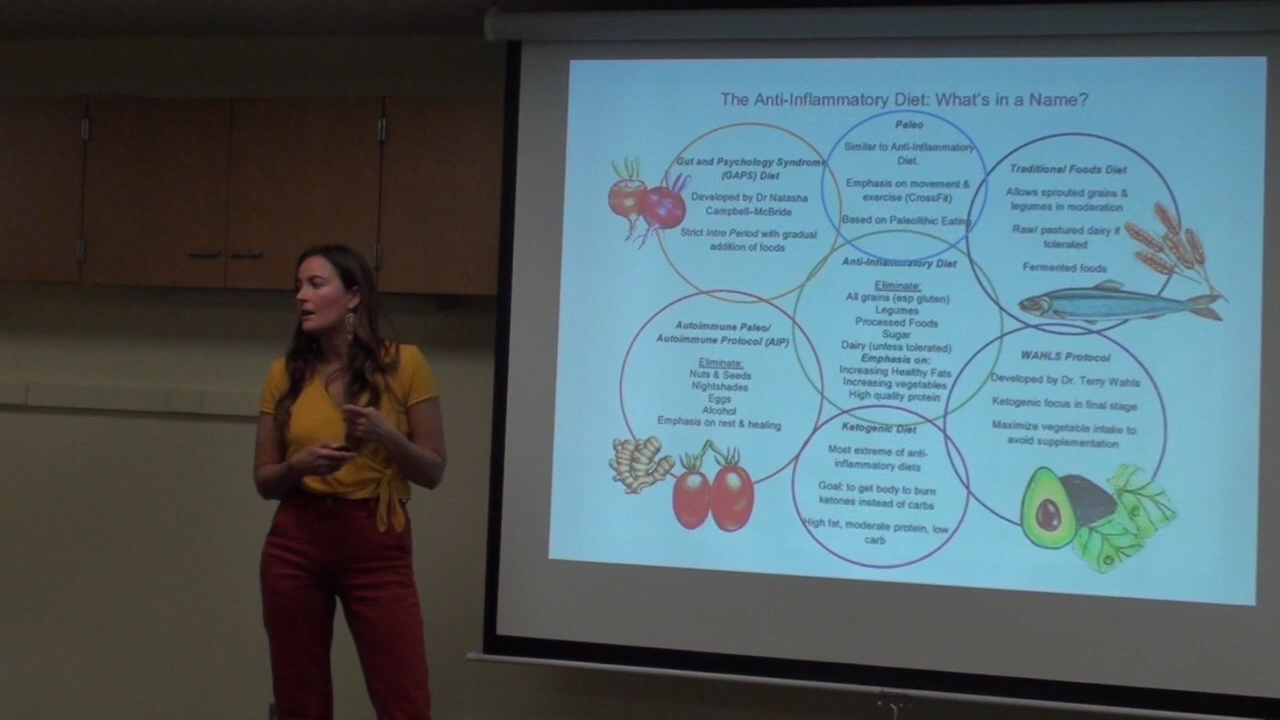 The Anti-Inflammatory Diet: What's in a Name?
Gut and Psychology Syndrome
(GAPS) Diet
Developed by Dr Natasha
Campbell–McBride
Strict Intro Period with gradual
addition of foods
Paleo
Similar to Anti-Inflammatory
Diet.
Emphasis on movement &
exercise (CrossFit)
Based on Paleolithic Eating
Traditional Foods Diet
Allows sprouted grains &
legumes in moderation
Raw/ pastured dairy if
tolerated
Fermented foods
Anti-Inflammatory Diet
Eliminate:
All grains (esp gluten)
Legumes
Processed Foods
Sugar
Dairy (unless tolerated)
Emphasis on:
Increasing Healthy Fats
Increasing vegetables
High quality protein
Autoimmune Paleo/
Autoimmune Protocol (AIP)
Eliminate:
Nuts & Seeds
Nightshades
Eggs
Alcohol
Emphasis on rest & healing
Ketogenic Diet
Most extreme of anti-
inflammatory diets
Goal: to get body to burn
ketones instead of carbs
High fat, moderate protein, low
carb
WAHLS Protocol
Developed by Dr. Terry Wahls
Ketogenic focus in final stage
Maximize vegetable intake to
avoid supplementation